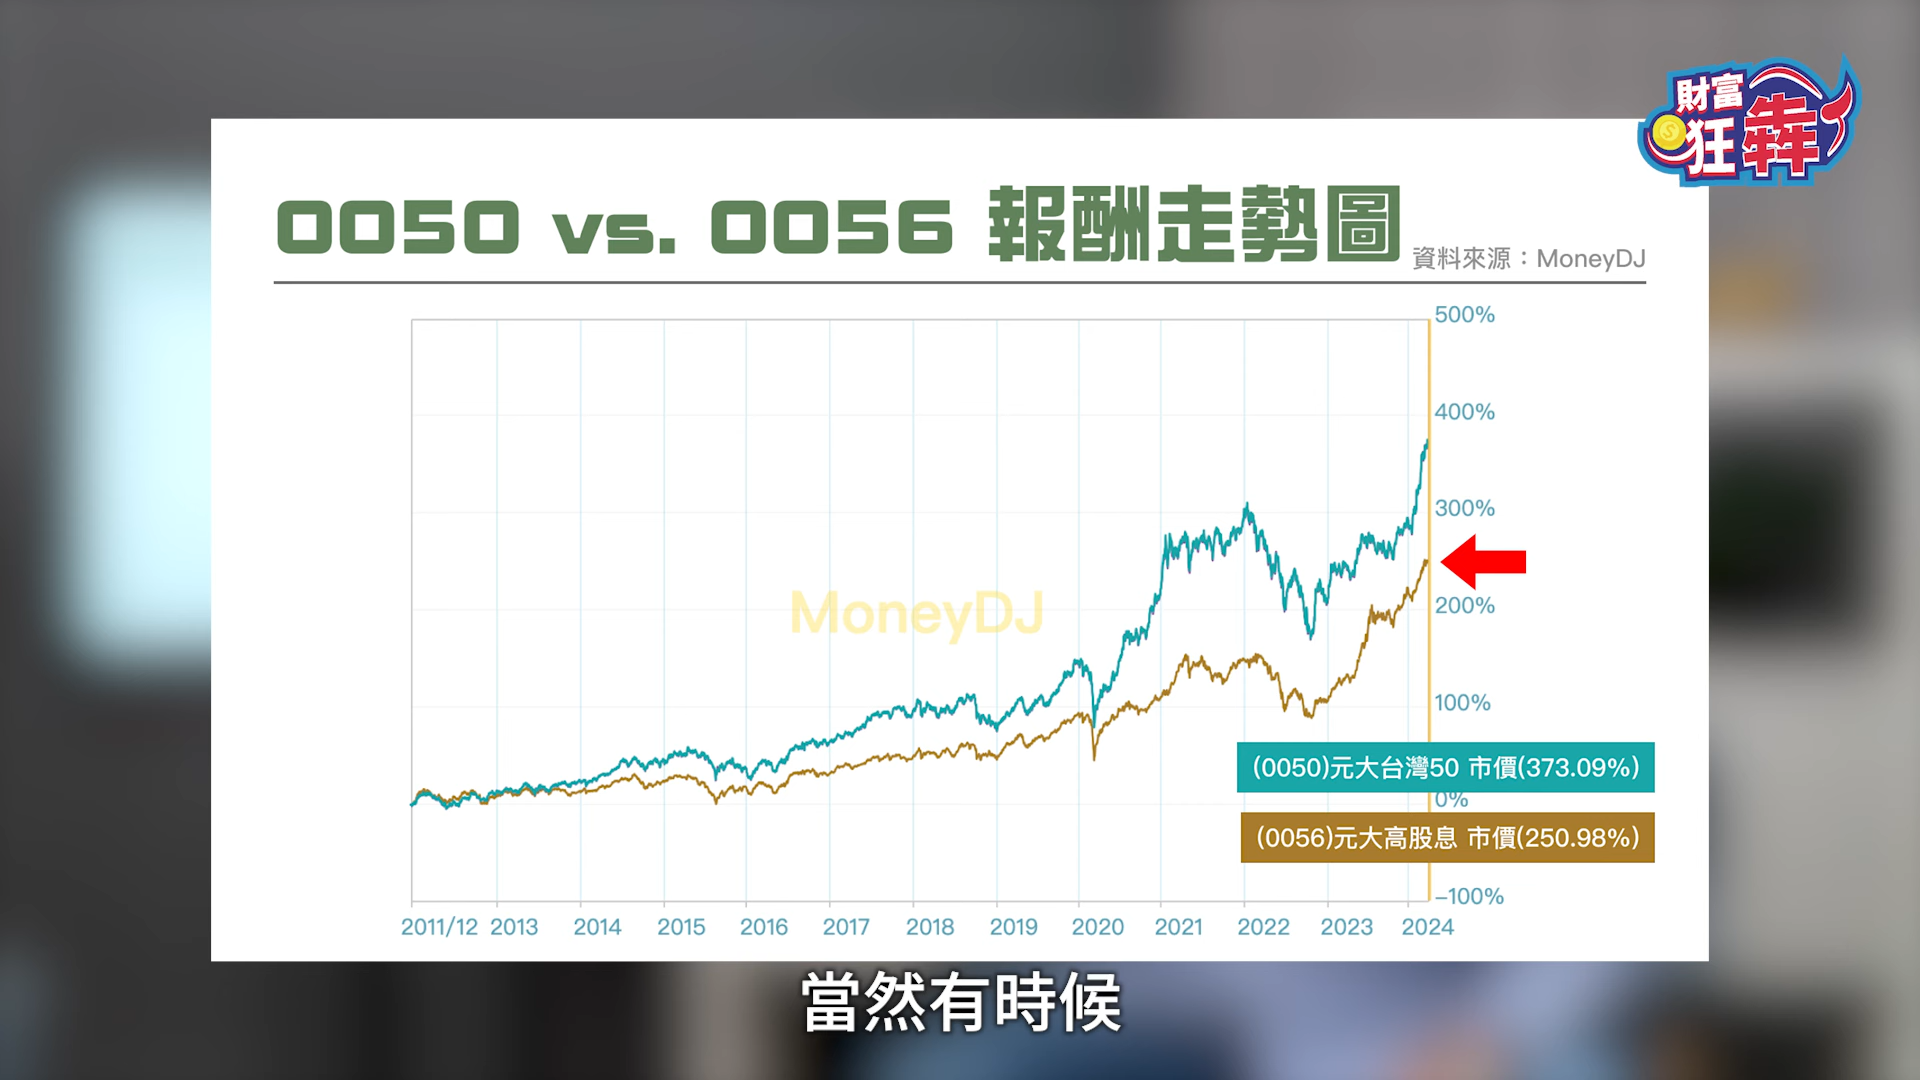 財富
狂犇
0050 vs. 0056 報酬走勢圖
資料來源：MoneyDJ
500%
400%
300%
200%
100%
0%
–100%
MoneyDJ
(0050)元大台灣50 市價(373.09%)
(0056)元大高股息 市價(250.98%)
2011/12 2013 2014 2015 2016 2017 2018 2019 2020 2021 2022 2023 2024
當然有時候